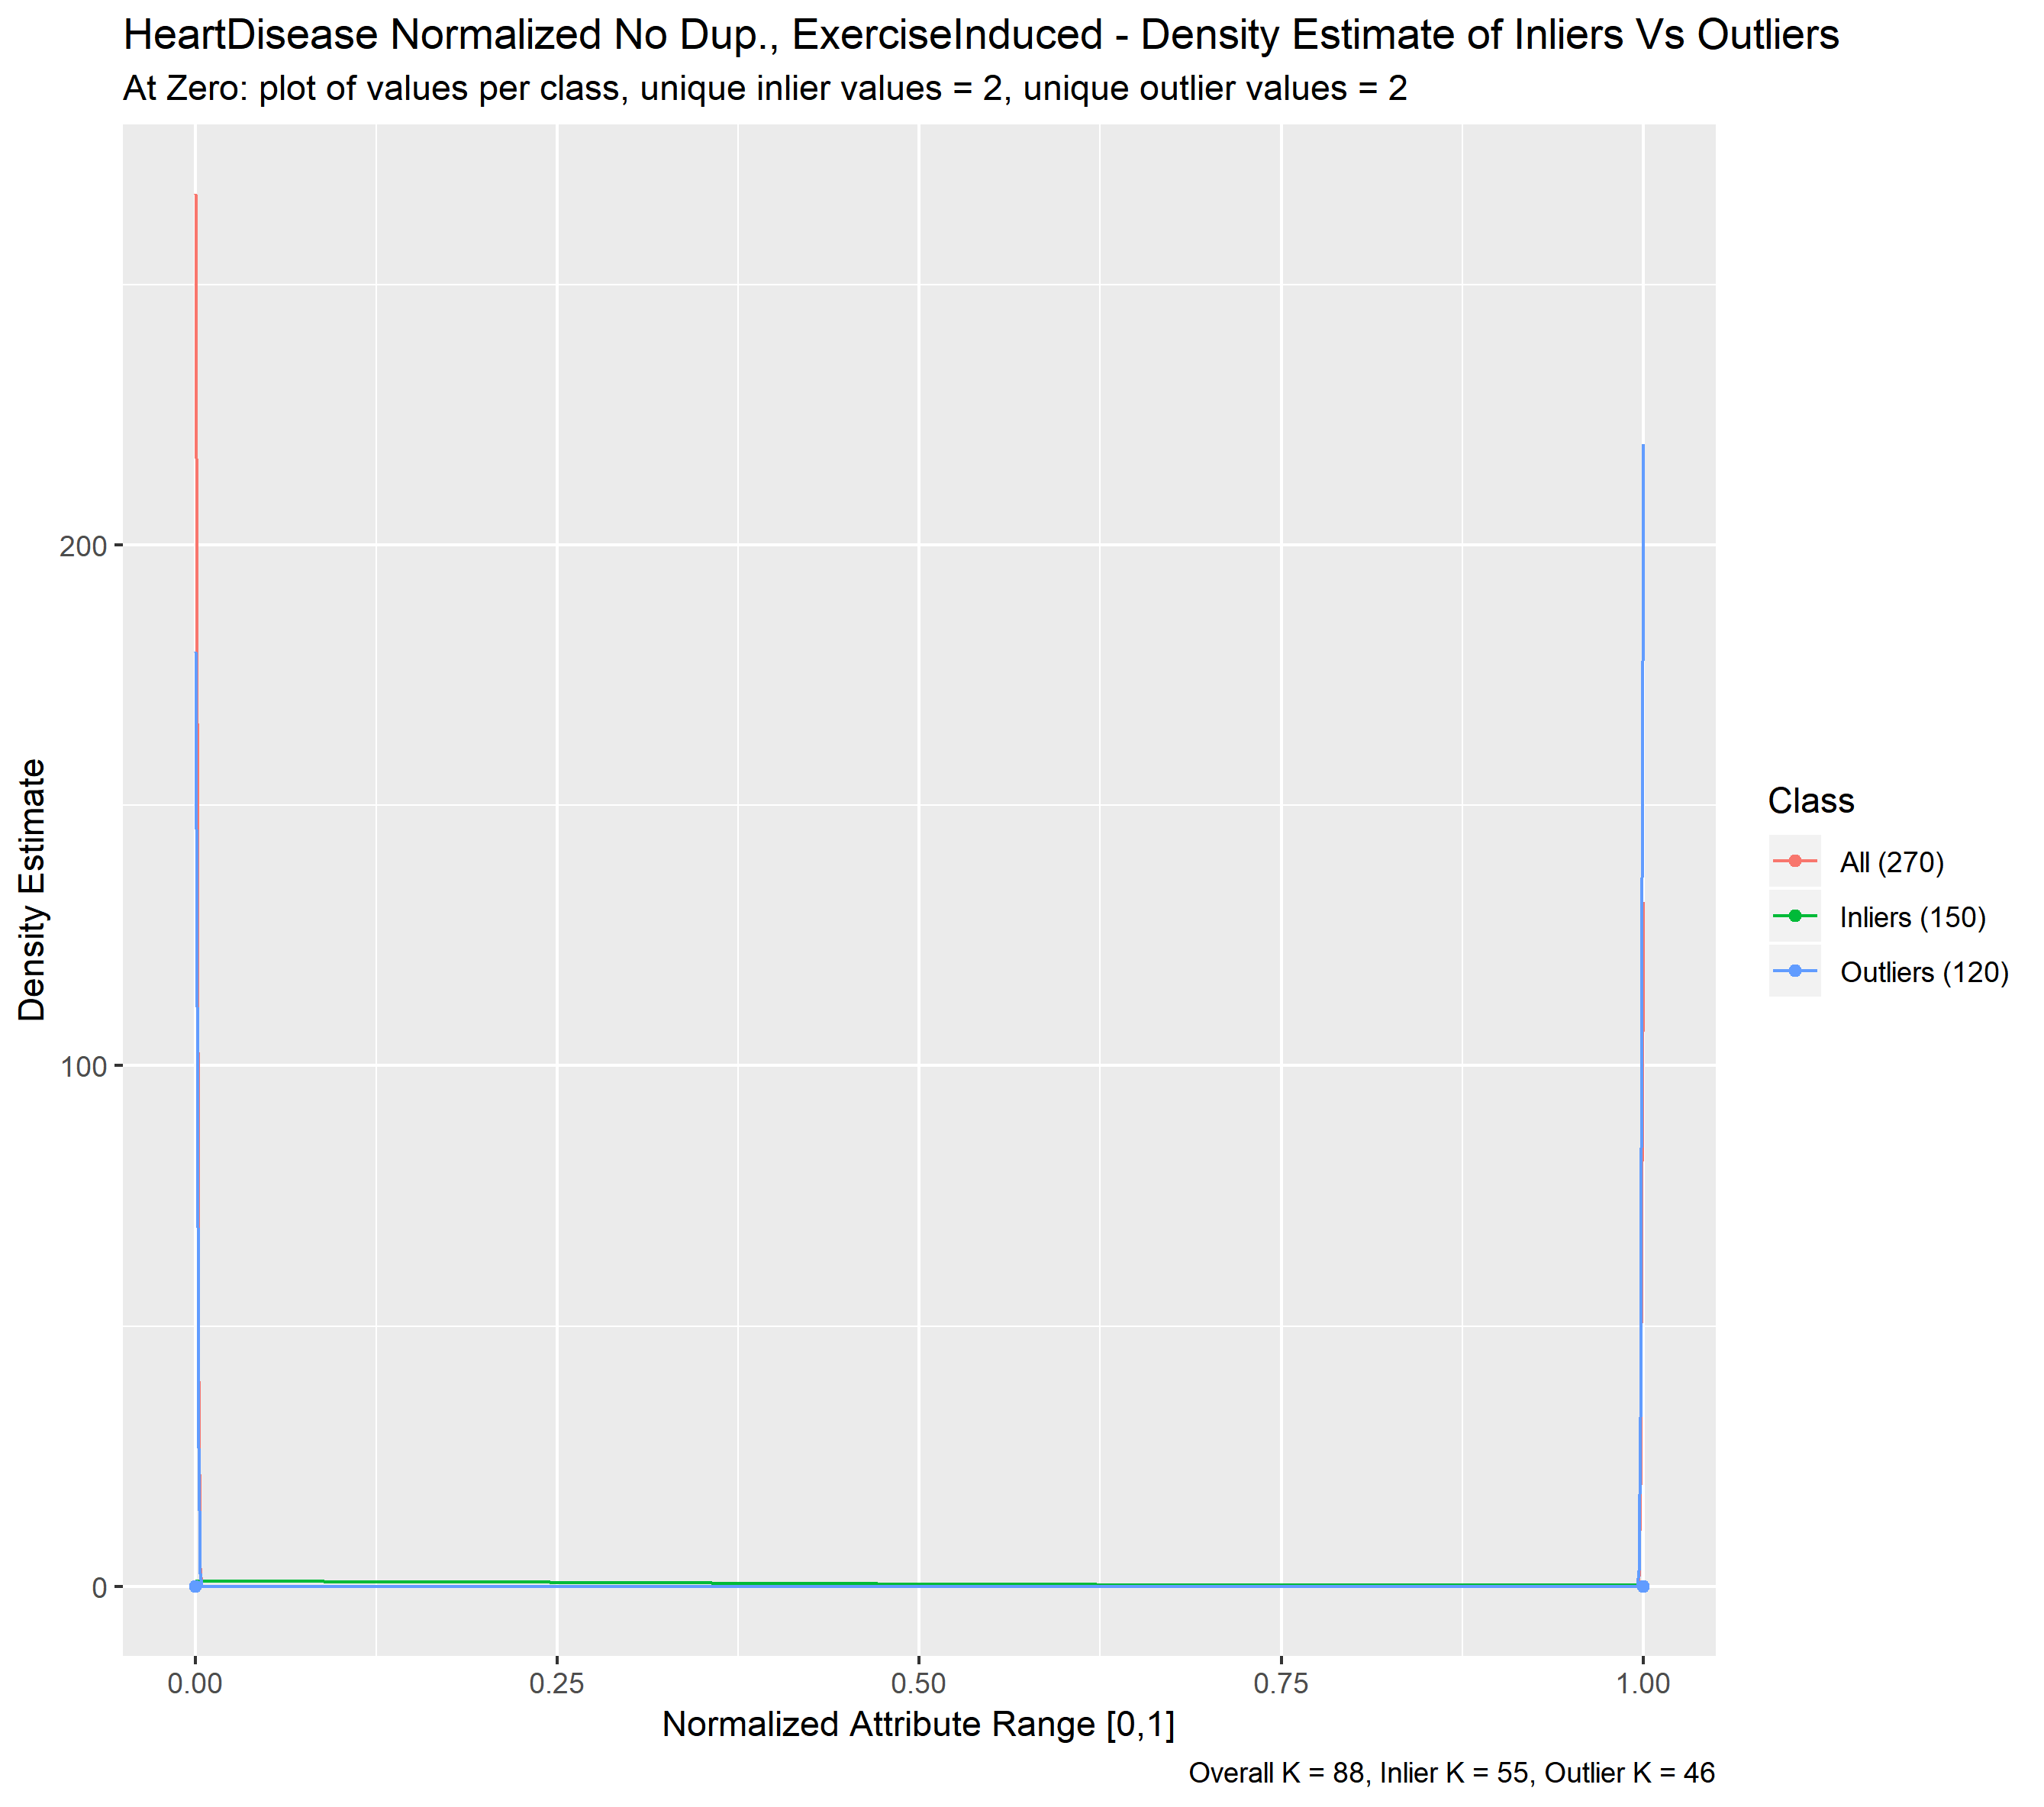 HeartDisease Normalized No Dup., ExerciseInduced - Density Estimate of Inliers Vs Outliers
At Zero: plot of values per class, unique inlier values = 2, unique outlier values = 2
Density Estimate
200
100
0
0.00 0.25 0.50 0.75 1.00
Normalized Attribute Range [0,1]
Overall K = 88, Inlier K = 55, Outlier K = 46
Class
All (270)
Inliers (150)
Outliers (120)